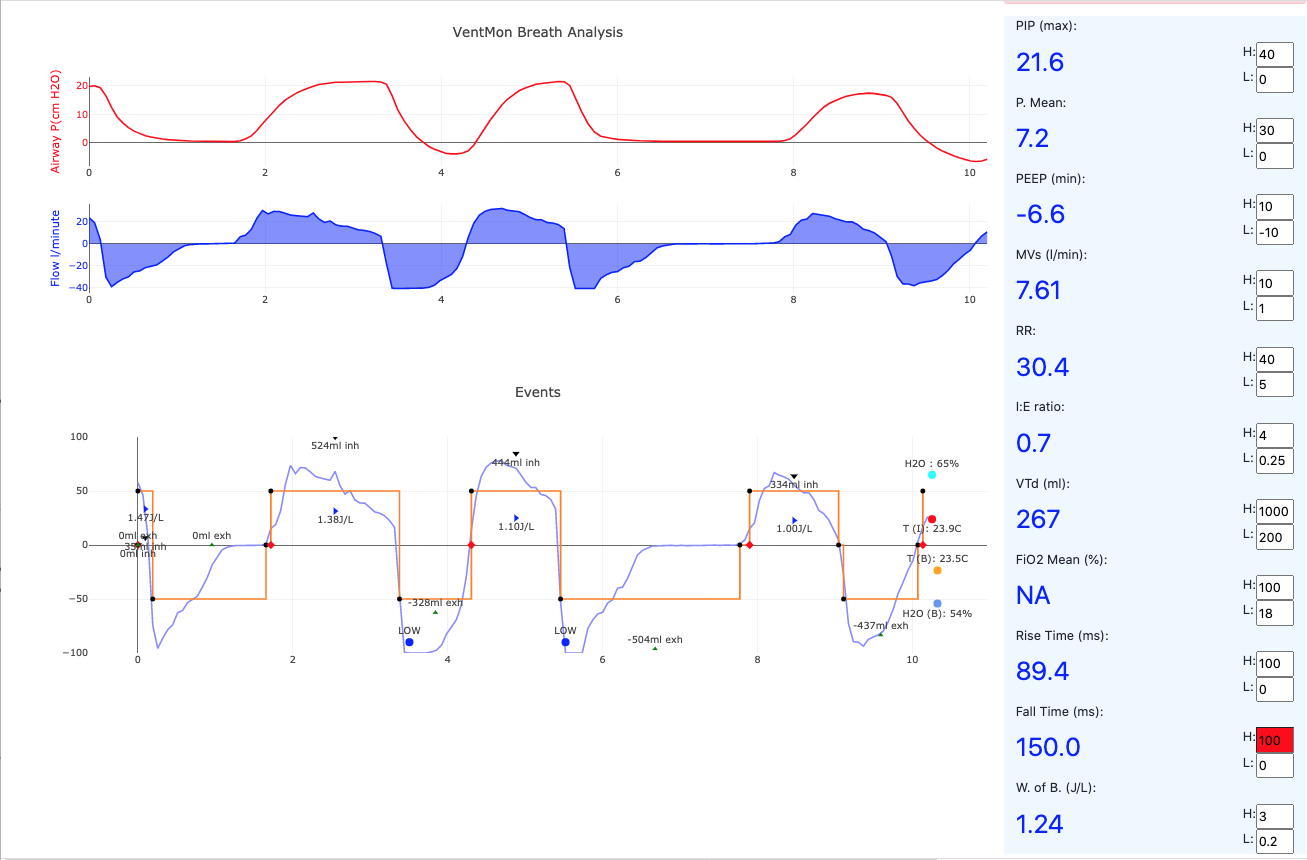 VentMon Breath Analysis
Airway P(cm H2O)
20
10
0
0 2 4 6 8 10
Flow l/minute
20
0
−20
−40
0 2 4 6 8 10
Events
100
50
0
−50
−100
524ml inh
444ml inh
334ml inh
H2O : 65%
1.47J/L
1.38J/L
1.10J/L
1.00J/L
T (I): 23.9C
0ml exh
0ml exh
0ml inh
T (B): 23.5C
-328ml exh
H2O (B): 54%
LOW
LOW
-504ml exh
-437ml exh
0 2 4 6 8 10
PIP (max):
21.6
H: 40
L: 0
P. Mean:
7.2
H: 30
L: 0
PEEP (min):
-6.6
H: 10
L: -10
MVs (l/min):
7.61
H: 10
L: 1
RR:
30.4
H: 40
L: 5
I:E ratio:
0.7
H: 4
L: 0.25
VTd (ml):
267
H: 1000
L: 200
FiO2 Mean (%):
NA
H: 100
L: 18
Rise Time (ms):
89.4
H: 100
L: 0
Fall Time (ms):
150.0
H: 100
L: 0
W. of B. (J/L):
1.24
H: 3
L: 0.2